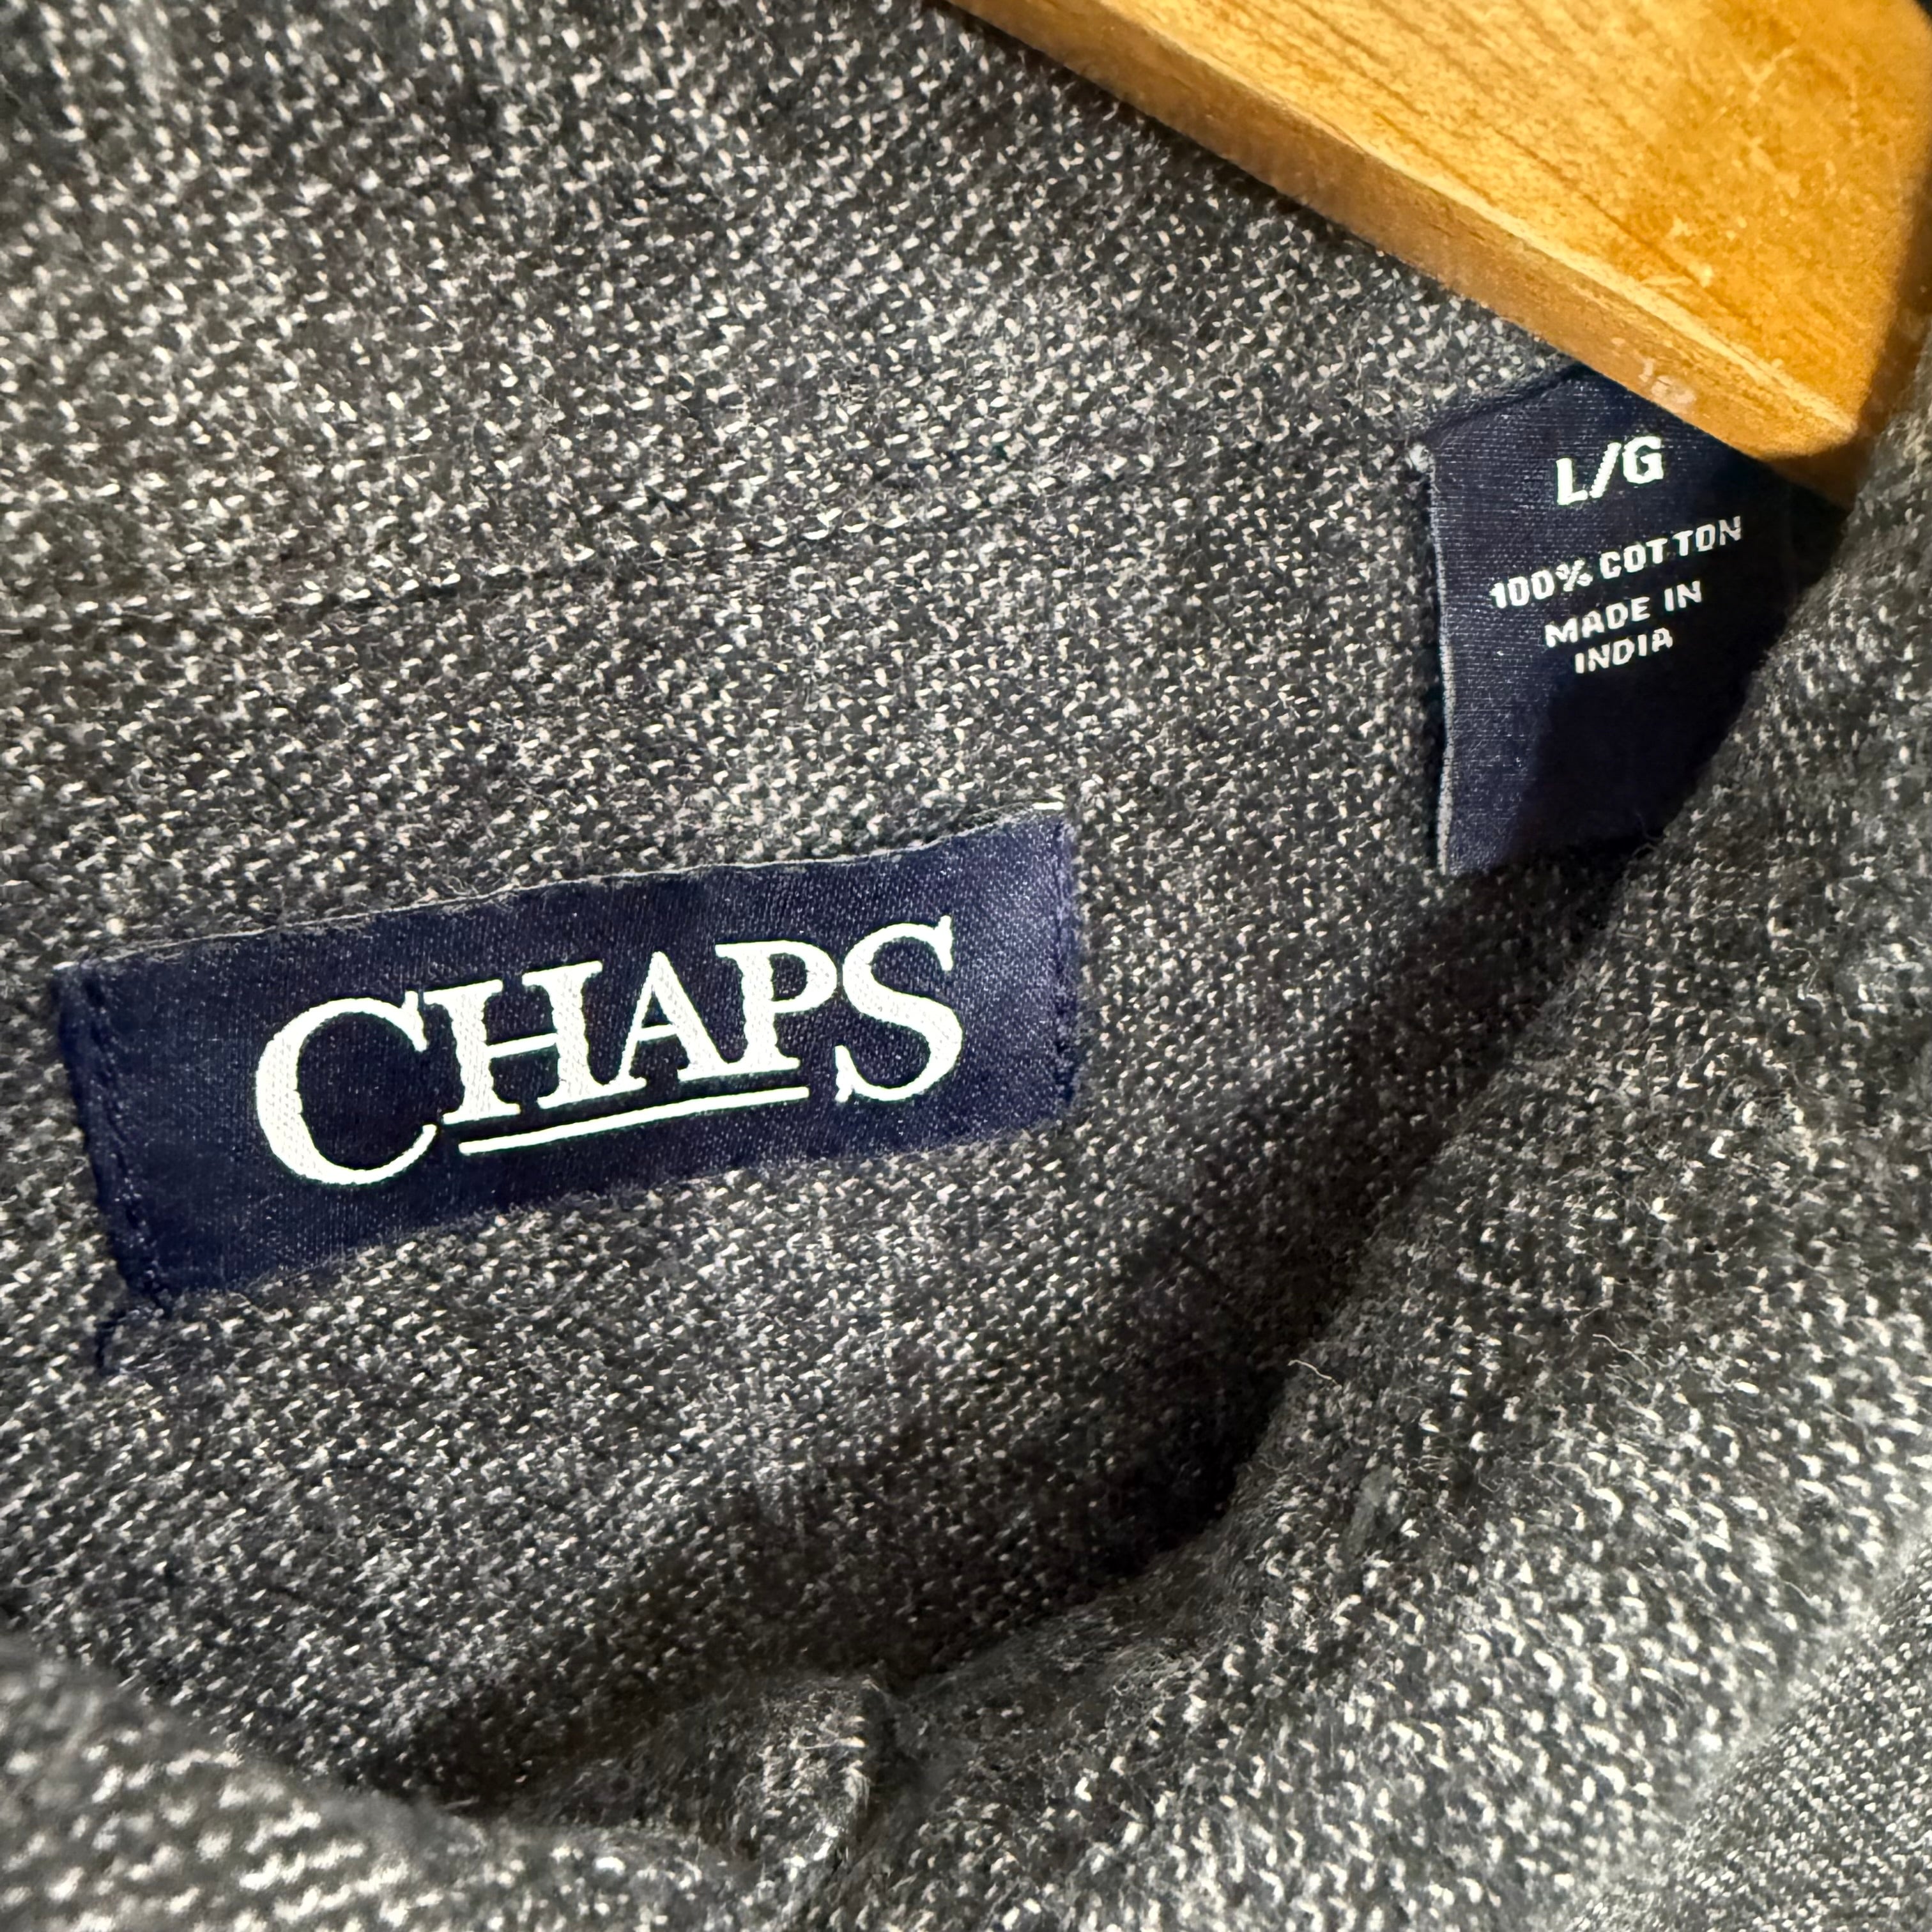 L/G
100% COTTON
MADE IN
INDIA
CHAPS